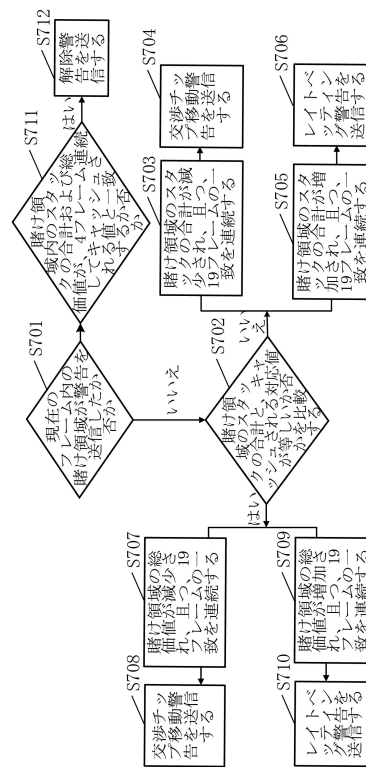 S701
現在の
フレーム内の
賭け領域が警告を
送信したか
否か
S711
賭け領
域内のスタッ
クの合計および総
価値が、4フレーム連続
してキャッシュさ
れる値と一致
するか否
か
はい
S712
解除警
告を送
信する
いいえ
S702
賭け領
域のスタッ
クの合計と、キャ
ッシュされる対応値
が等しいか否
かを比較
する
いいえ
S703
賭け領域のスタ
ックの合計が減
少され、且つ、
19フレームの一
致を連続する
S704
交渉チッ
プ移動警
告を送信
する
S705
賭け領域のスタ
ックの合計が増
加され、且つ、
19フレームの一
致を連続する
S706
レイトベ
ッティン
グ警告を
送信する
はい
S707
賭け領域の総
価値が減少さ
れ、且つ、19
フレームの一
致を連続する
S708
交渉チッ
プ移動警
告を送信
する
S709
賭け領域の総
価値が増加さ
れ、且つ、19
フレームの一
致を連続する
S710
レイトベ
ッティン
グ警告を
送信する